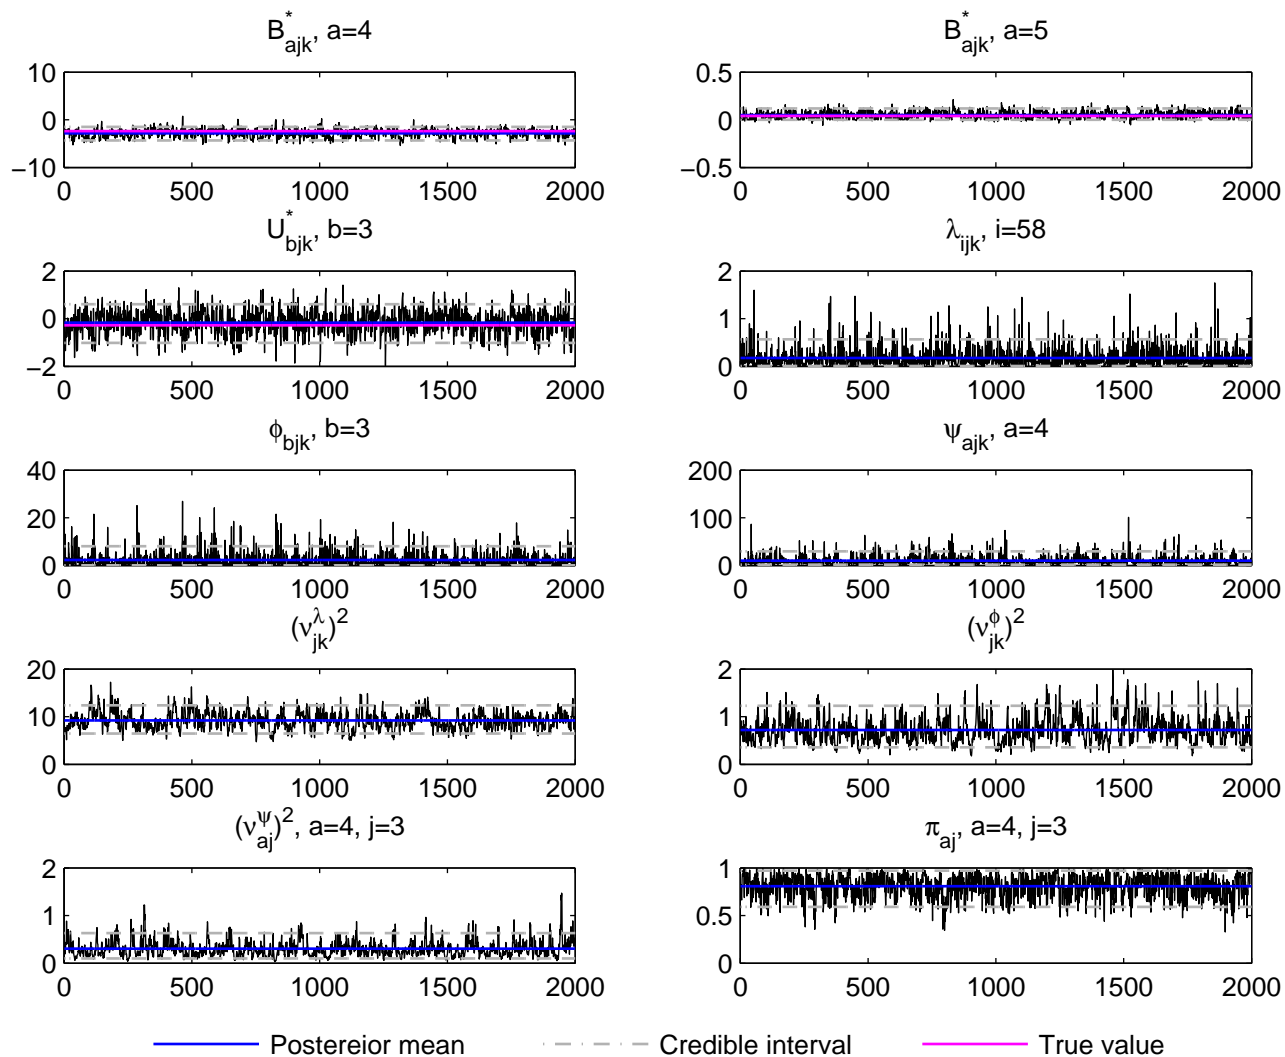 B*ajk, a=4
10
0
−10
0 500 1000 1500 2000
B*ajk, a=5
0.5
0
−0.5
0 500 1000 1500 2000
U*bjk, b=3
2
0
−2
0 500 1000 1500 2000
λijk, i=58
2
1
0
0 500 1000 1500 2000
ϕbjk, b=3
40
20
0
0 500 1000 1500 2000
ψajk, a=4
200
100
0
0 500 1000 1500 2000
(νλjk)2
20
10
0
0 500 1000 1500 2000
(νϕjk)2
2
1
0
0 500 1000 1500 2000
(νψaj)2, a=4, j=3
2
1
0
0 500 1000 1500 2000
πaj, a=4, j=3
1
0.5
0
0 500 1000 1500 2000
Postereior mean Credible interval True value